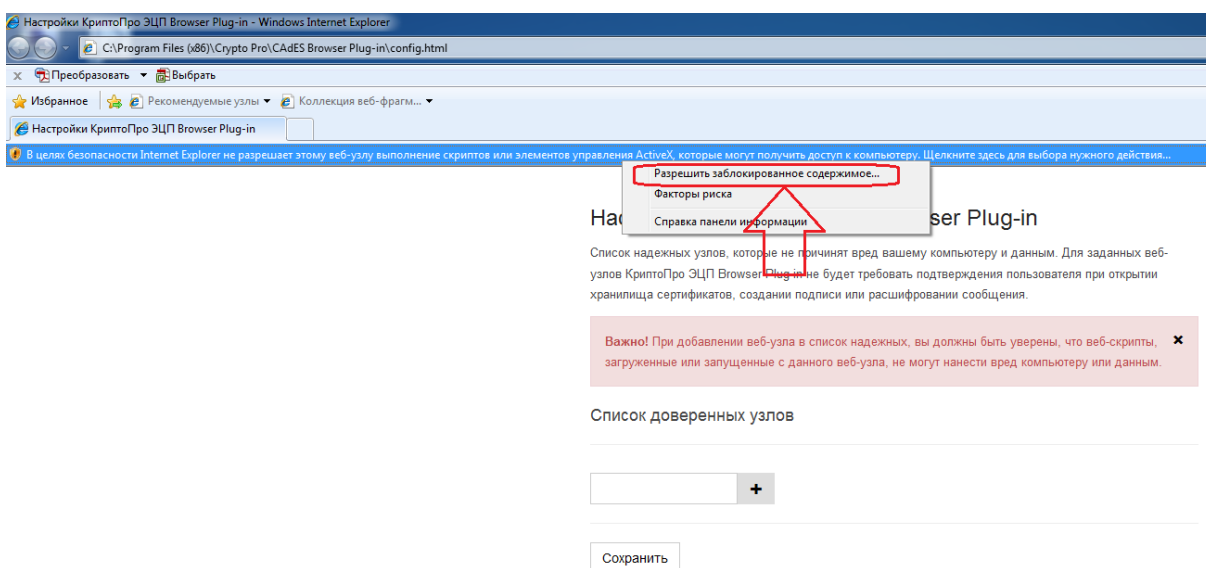 Настройки КриптоПро ЭЦП Browser Plug-in - Windows Internet Explorer
C:\Program Files (x86)\Crypto Pro\CAdES Browser Plug-in\config.html
x Преобразовать Выбрать
Избранное Рекомендуемые узлы Коллекция веб-фрагм...
Настройки КриптоПро ЭЦП Browser Plug-in
В целях безопасности Internet Explorer не разрешает этому веб-узлу выполнение скриптов или элементов управления ActiveX, которые могут получить доступ к компьютеру. Щелкните здесь для выбора нужного действия...
Разрешить заблокированное содержимое...
Факторы риска
Справка панели информации
Plug-in
Список надежных узлов, которые не причинят вред вашему компьютеру и данным. Для заданных веб-
узлов КриптоПро ЭЦП Browser Plug-in не будет требовать подтверждения пользователя при открытии
хранилища сертификатов, создании подписи или расшифровании сообщения.
Важно! При добавлении веб-узла в список надежных, вы должны быть уверены, что веб-скрипты,
загруженные или запущенные с данного веб-узла, не могут нанести вред компьютеру или данным.
Список доверенных узлов
+
Сохранить